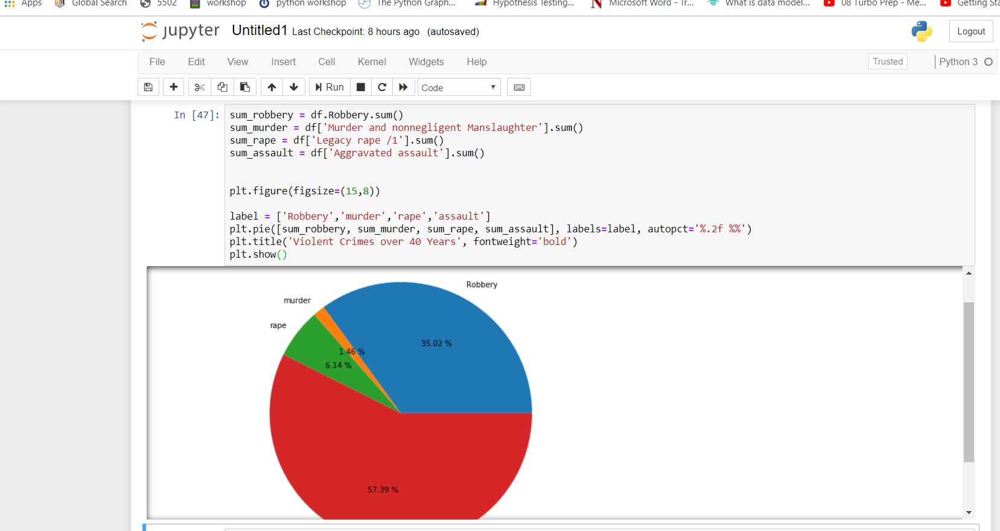 Apps Global Search 5502 workshop python workshop The Python Graph... Hypothesis Testing... Microsoft Word - Tr... What is data model... 08 Turbo Prep - Me... Getting Sta
jupyter Untitled1 Last Checkpoint: 8 hours ago (autosaved) Logout
File Edit View Insert Cell Kernel Widgets Help Trusted Python 3
Run Code
In [47]: sum_robbery = df.Robbery.sum()
sum_murder = df['Murder and nonnegligent Manslaughter'].sum()
sum_rape = df['Legacy rape /1'].sum()
sum_assault = df['Aggravated assault'].sum()
plt.figure(figsize=(15,8))
label = ['Robbery','murder','rape','assault']
plt.pie([sum_robbery, sum_murder, sum_rape, sum_assault], labels=label, autopct='%.2f %%')
plt.title('Violent Crimes over 40 Years', fontweight='bold')
plt.show()
Robbery
murder
rape
35.02 %
1.46 %
6.14 %
57.39 %